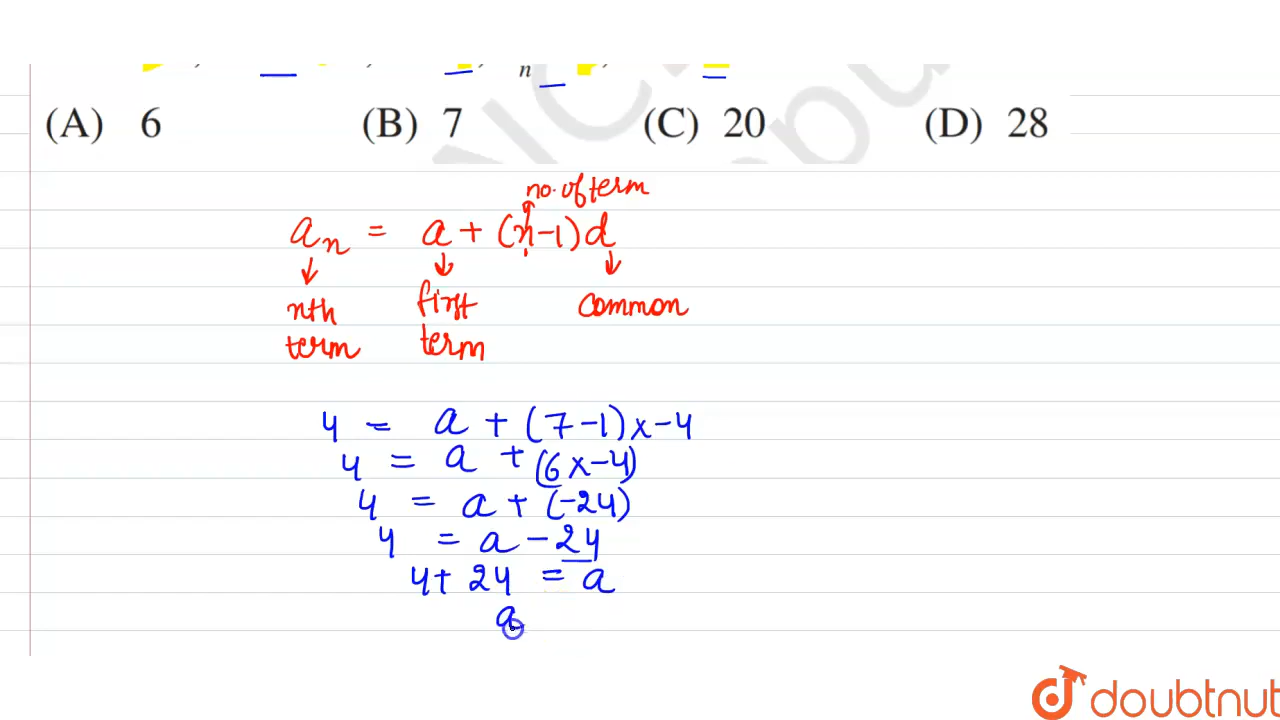 n
(A) 6 (B) 7 (C) 20 (D) 28
no. of term
an = a + (n-1)d
nth term first term common
4 = a + (7-1)x-4
4 = a + (6x-4)
4 = a + (-24)
4 = a - 24
4 + 24 = a
a
doubtnut